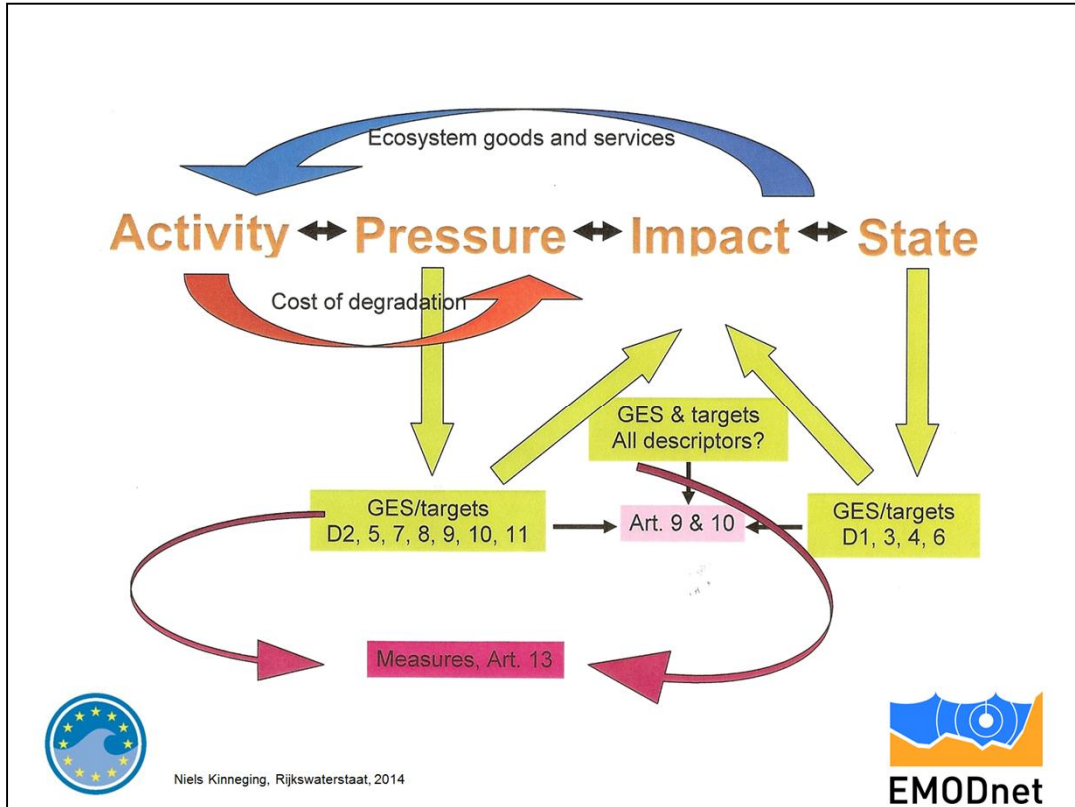 Ecosystem goods and services
Activity Pressure Impact State
Cost of degradation
GES & targets
All descriptors?
GES/targets
D2, 5, 7, 8, 9, 10, 11
Art. 9 & 10
GES/targets
D1, 3, 4, 6
Measures, Art. 13
Niels Kinneging, Rijkswaterstaat, 2014
EMODnet